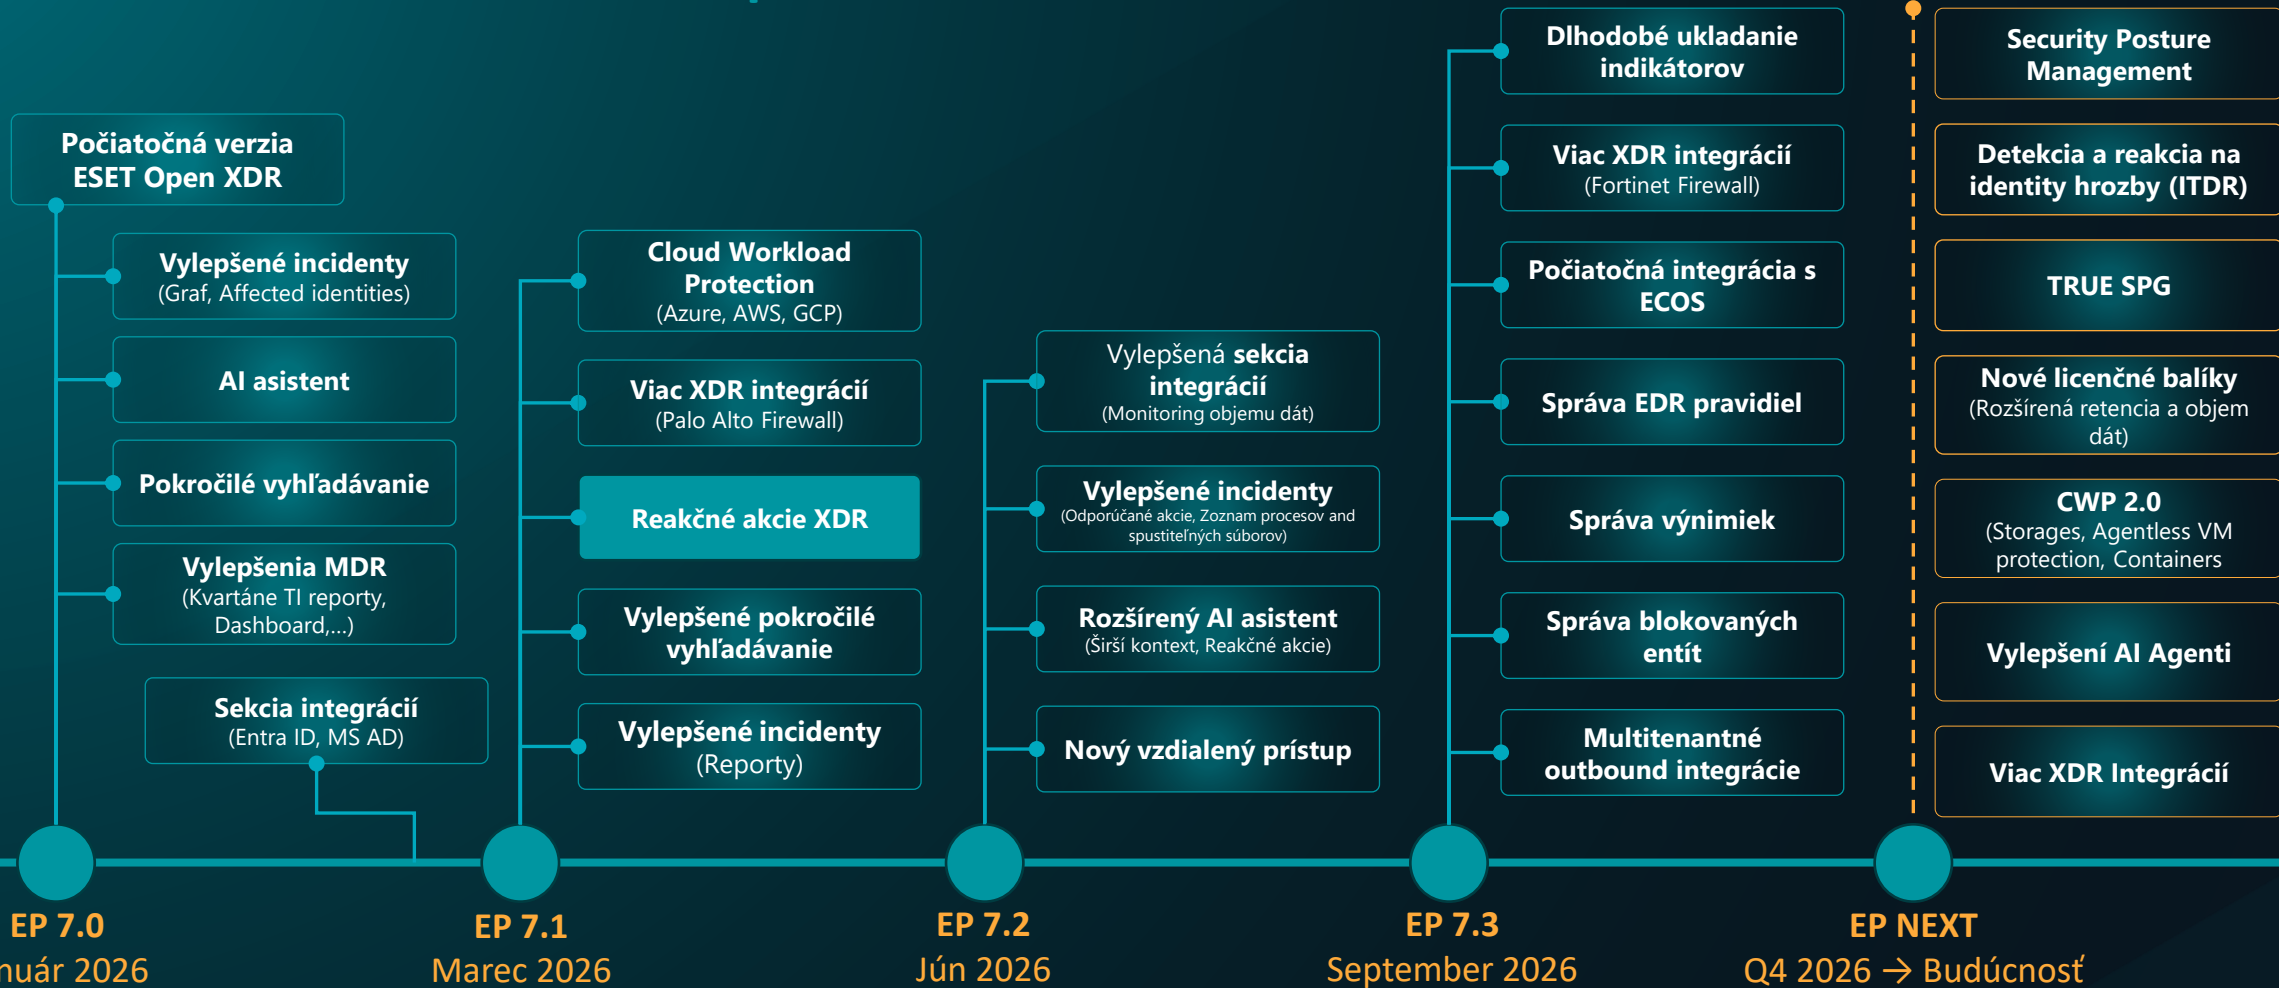 Počiatočná verzia
ESET Open XDR
Vylepšené incidenty
(Graf, Affected identities)
AI asistent
Pokročilé vyhľadávanie
Vylepšenia MDR
(Kvartáne TI reporty,
Dashboard,...)
Sekcia integrácií
(Entra ID, MS AD)
Cloud Workload
Protection
(Azure, AWS, GCP)
Viac XDR integrácií
(Palo Alto Firewall)
Reakčné akcie XDR
Vylepšené pokročilé
vyhľadávanie
Vylepšené incidenty
(Reporty)
Vylepšená sekcia
integrácií
(Monitoring objemu dát)
Vylepšené incidenty
(Odporúčané akcie, Zoznam procesov and
spustiteľných súborov)
Rozšírený AI asistent
(Širší kontext, Reakčné akcie)
Nový vzdialený prístup
Dlhodobé ukladanie
indikátorov
Viac XDR integrácií
(Fortinet Firewall)
Počiatočná integrácia s
ECOS
Správa EDR pravidiel
Správa výnimiek
Správa blokovaných
entít
Multitenantné
outbound integrácie
Security Posture
Management
Detekcia a reakcia na
identity hrozby (ITDR)
TRUE SPG
Nové licenčné balíky
(Rozšírená retencia a objem
dát)
CWP 2.0
(Storages, Agentless VM
protection, Containers
Vylepšení AI Agenti
Viac XDR Integrácií
EP 7.0
nuár 2026
EP 7.1
Marec 2026
EP 7.2
Jún 2026
EP 7.3
September 2026
EP NEXT
Q4 2026 → Budúcnosť